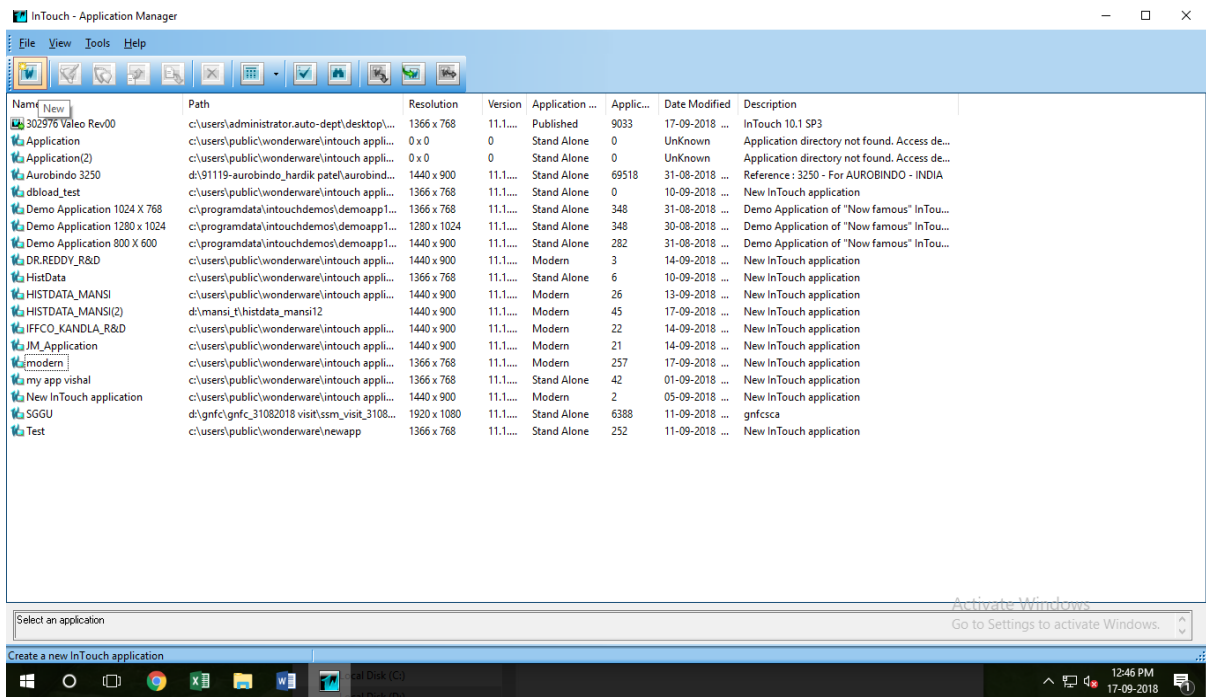 InTouch - Application Manager
File View Tools Help
Name Path Resolution Version Application ... Applic... Date Modified Description
New
302976 Valeo Rev00 c:\users\administrator.auto-dept\desktop\... 1366 x 768 11.1.... Published 9033 17-09-2018 ... InTouch 10.1 SP3
Application c:\users\public\wonderware\intouch appli... 0 x 0 0 Stand Alone 0 UnKnown Application directory not found. Access de...
Application(2) c:\users\public\wonderware\intouch appli... 0 x 0 0 Stand Alone 0 UnKnown Application directory not found. Access de...
Aurobindo 3250 d:\91119-aurobindo_hardik patel\aurobind... 1440 x 900 11.1.... Stand Alone 69518 31-08-2018 ... Reference : 3250 - For AUROBINDO - INDIA
dbload_test c:\users\public\wonderware\intouch appli... 1366 x 768 11.1.... Stand Alone 0 10-09-2018 ... New InTouch application
Demo Application 1024 X 768 c:\programdata\intouchdemos\demoapp1... 1366 x 768 11.1.... Stand Alone 348 31-08-2018 ... Demo Application of "Now famous" InTou...
Demo Application 1280 x 1024 c:\programdata\intouchdemos\demoapp1... 1280 x 1024 11.1.... Stand Alone 348 30-08-2018 ... Demo Application of "Now famous" InTou...
Demo Application 800 X 600 c:\programdata\intouchdemos\demoapp1... 1440 x 900 11.1.... Stand Alone 282 31-08-2018 ... Demo Application of "Now famous" InTou...
DR.REDDY_R&D c:\users\public\wonderware\intouch appli... 1440 x 900 11.1.... Modern 3 14-09-2018 ... New InTouch application
HistData c:\users\public\wonderware\intouch appli... 1366 x 768 11.1.... Stand Alone 6 10-09-2018 ... New InTouch application
HISTDATA_MANSI c:\users\public\wonderware\intouch appli... 1440 x 900 11.1.... Modern 26 13-09-2018 ... New InTouch application
HISTDATA_MANSI(2) d:\mansi_t\histdata_mansi12 1440 x 900 11.1.... Modern 45 17-09-2018 ... New InTouch application
IFFCO_KANDLA_R&D c:\users\public\wonderware\intouch appli... 1440 x 900 11.1.... Modern 22 14-09-2018 ... New InTouch application
JM_Application c:\users\public\wonderware\intouch appli... 1440 x 900 11.1.... Modern 21 14-09-2018 ... New InTouch application
modern c:\users\public\wonderware\intouch appli... 1366 x 768 11.1.... Modern 257 17-09-2018 ... New InTouch application
my app vishal c:\users\public\wonderware\intouch appli... 1366 x 768 11.1.... Stand Alone 42 01-09-2018 ... New InTouch application
New InTouch application c:\users\public\wonderware\intouch appli... 1440 x 900 11.1.... Modern 2 05-09-2018 ... New InTouch application
SGGU d:\gnfc\gnfc_31082018 visit\ssm_visit_3108... 1920 x 1080 11.1.... Stand Alone 6388 11-09-2018 ... gnfcsca
Test c:\users\public\wonderware\newapp 1366 x 768 11.1.... Stand Alone 252 11-09-2018 ... New InTouch application
Activate Windows
Select an application
Go to Settings to activate Windows.
Create a new InTouch application
ocal Disk (C:)
12:46 PM
17-09-2018